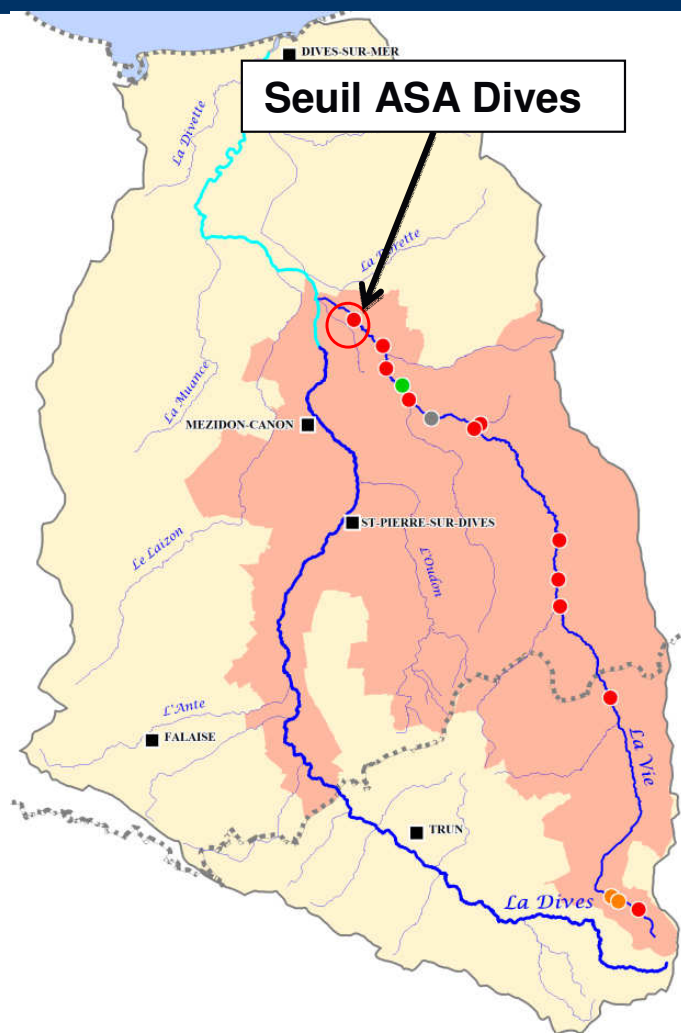 DIVES-SUR-MER
Seuil ASA Dives
La Divette
La Dorette
La Muance
MEZIDON-CANON
ST-PIERRE-SUR-DIVES
Le Laizon
L'Oudon
L'Ante
FALAISE
La Vie
TRUN
La Dives